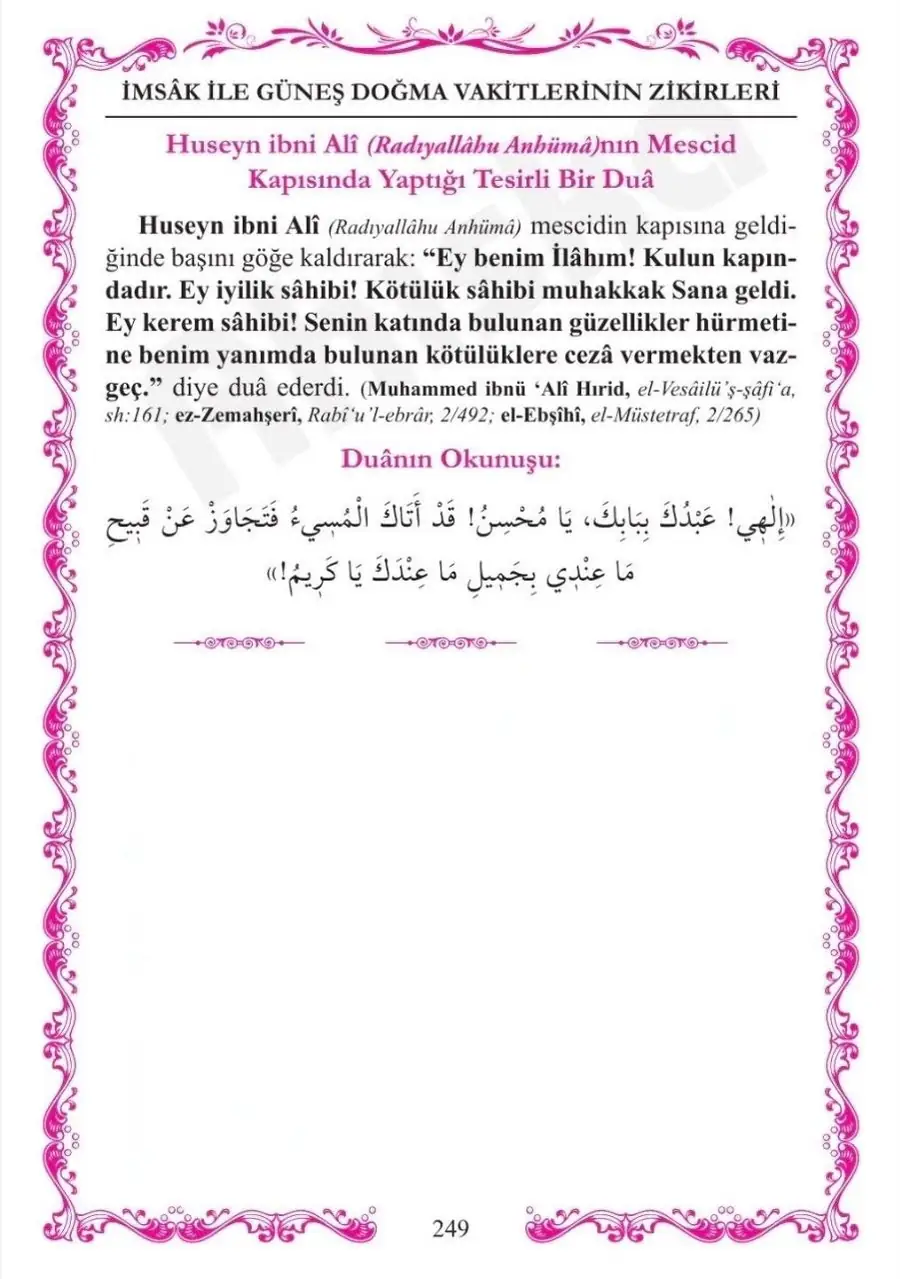 İMSÂK İLE GÜNEŞ DOĞMA VAKİTLERİNİN ZİKİRLERİ
Huseyn ibni Alî (Radıyallâhu Anhümâ)nın Mescid
Kapısında Yaptığı Tesirli Bir Duâ
Huseyn ibni Alî (Radıyallâhu Anhümâ) mescidin kapısına geldi-
ğinde başını göğe kaldırarak: “Ey benim İlâhım! Kulun kapın-
dadır. Ey iyilik sâhibi! Kötülük sâhibi muhakkak Sana geldi.
Ey kerem sâhibi! Senin katında bulunan güzellikler hürmeti-
ne benim yanımda bulunan kötülüklere cezâ vermekten vaz-
geç.” diye duâ ederdi. (Muhammed ibnü ‘Alî Hırid, el-Vesâilü’ş-şâfi‘a,
sh:161; ez-Zemahşerî, Rabî‘u’l-ebrâr, 2/492; el-Ebşîhî, el-Müstetraf, 2/265)
Duânın Okunuşu:
«إِلٰهِي! عَبْدُكَ بِبَابِكَ، يَا مُحْسِنُ! قَدْ أَتَاكَ الْمُسِيءُ فَتَجَاوَزْ عَنْ قَبِيحِ
مَا عِنْدِي بِجَمِيلِ مَا عِنْدَكَ يَا كَرِيمُ!»
249